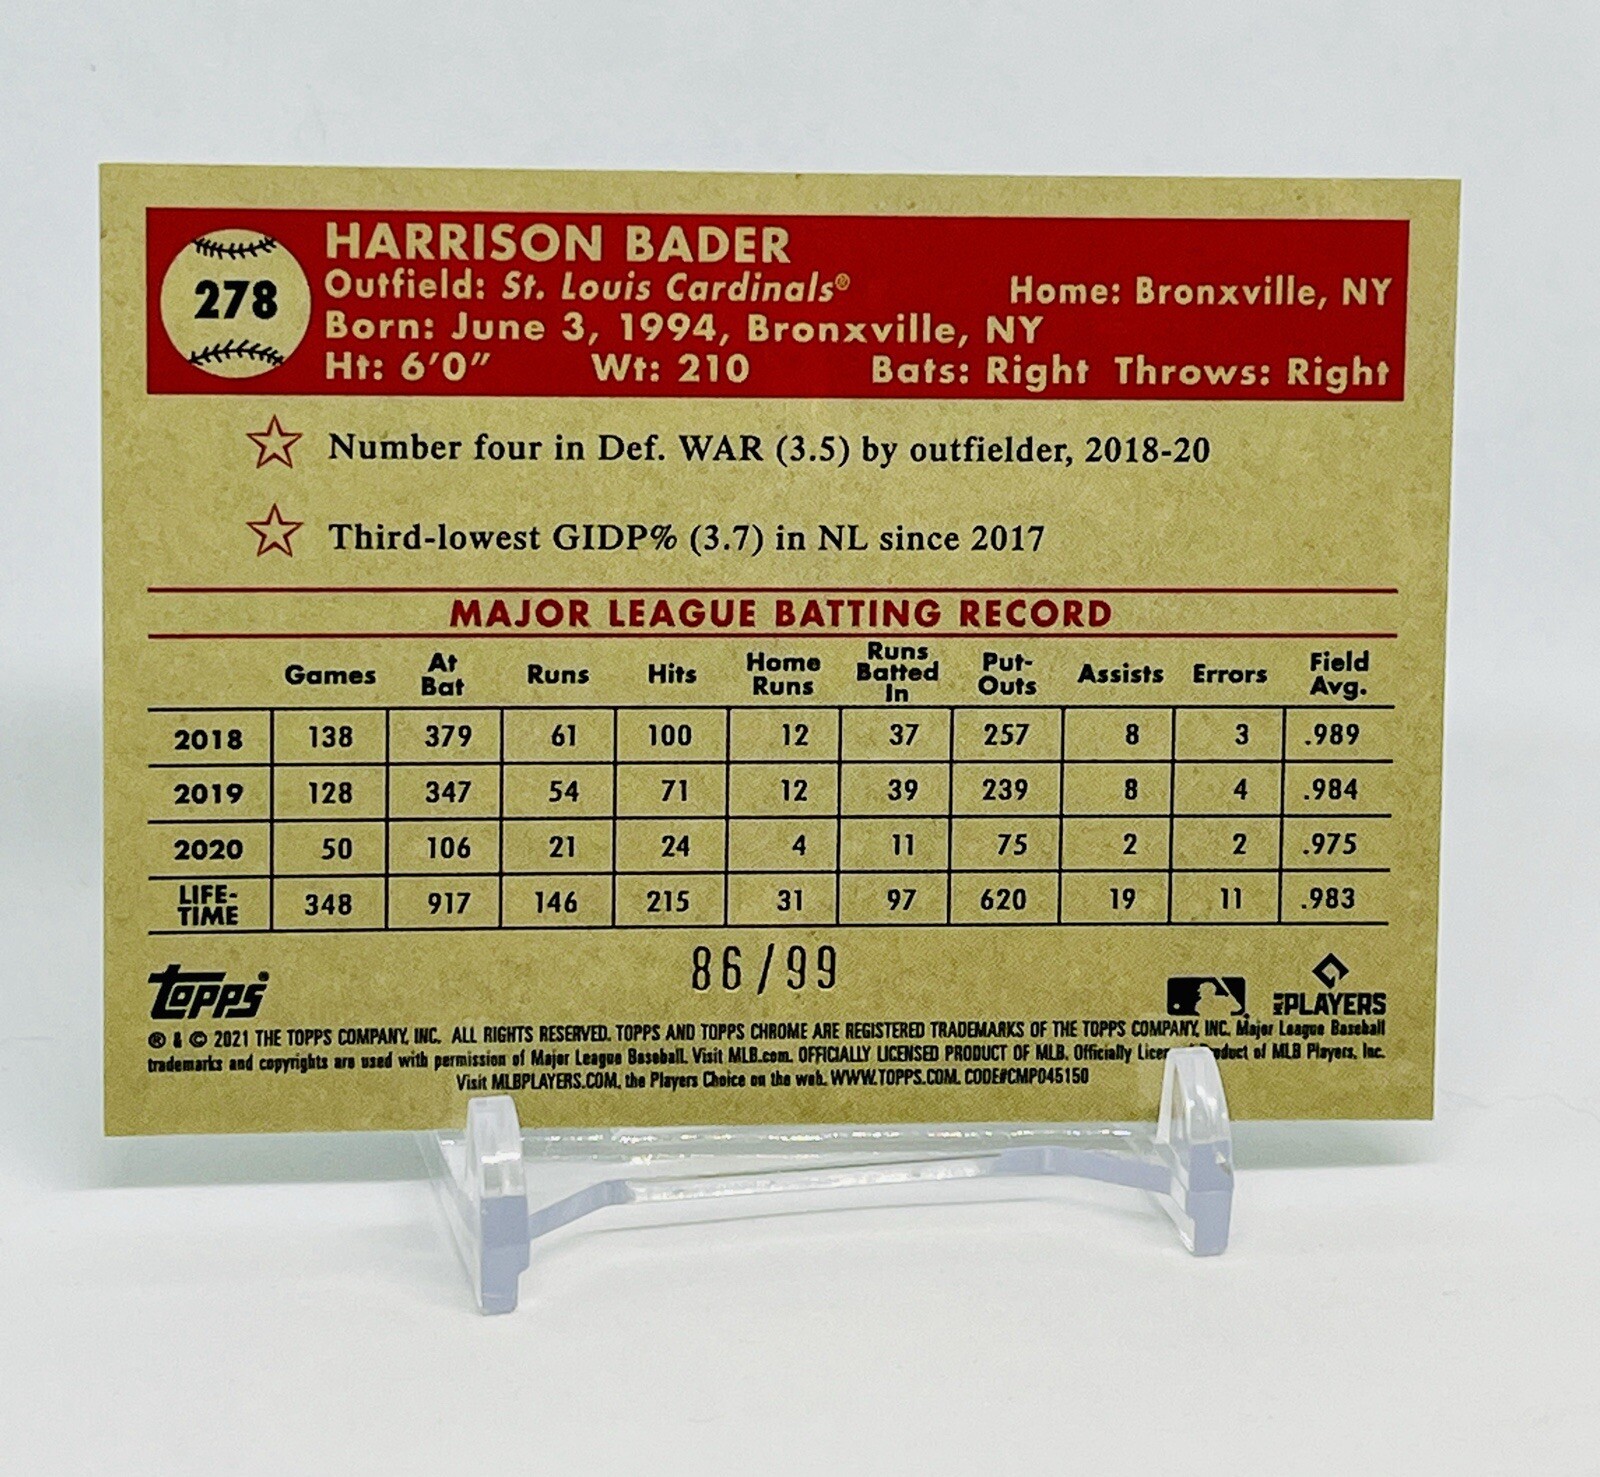 278
HARRISON BADER
Outfield: St. Louis Cardinals® Home: Bronxville, NY
Born: June 3, 1994, Bronxville, NY
Ht: 6'0" Wt: 210 Bats: Right Throws: Right
Number four in Def. WAR (3.5) by outfielder, 2018-20
Third-lowest GIDP% (3.7) in NL since 2017
MAJOR LEAGUE BATTING RECORD
Games At Bat Runs Hits Home Runs Runs Batted In Put-Outs Assists Errors Field Avg.
2018 138 379 61 100 12 37 257 8 3 .989
2019 128 347 54 71 12 39 239 8 4 .984
2020 50 106 21 24 4 11 75 2 2 .975
LIFE-TIME 348 917 146 215 31 97 620 19 11 .983
86/99
Topps® MLB PLAYERS
® & © 2021 THE TOPPS COMPANY, INC. ALL RIGHTS RESERVED. TOPPS AND TOPPS CHROME ARE REGISTERED TRADEMARKS OF THE TOPPS COMPANY, INC. Major League Baseball
trademarks and copyrights are used with permission of Major League Baseball. Visit MLB.com. OFFICIALLY LICENSED PRODUCT OF MLB. Officially of MLB Players, Inc.
Visit MLBPLAYERS.COM, the Players Choice on the web. WWW.TOPPS.COM. CODE#CMP045150